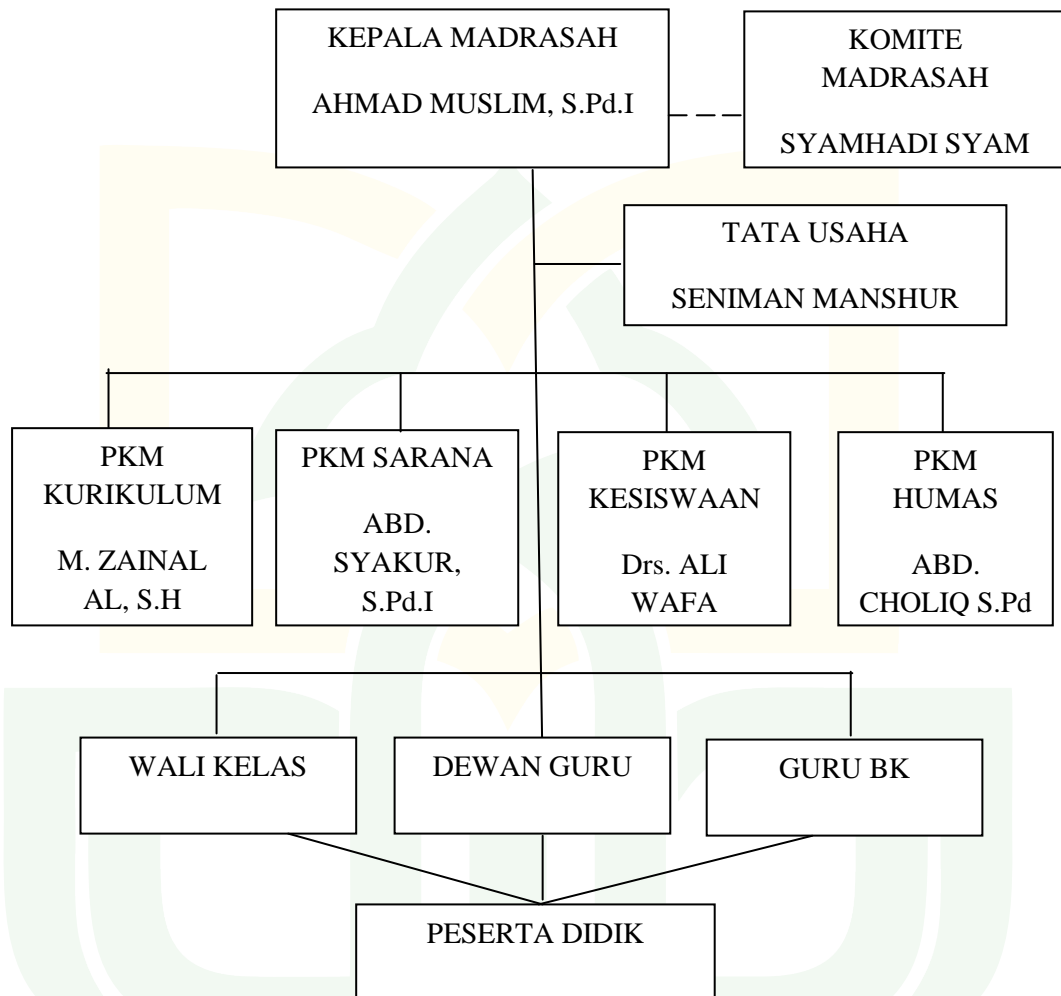 KEPALA MADRASAH
AHMAD MUSLIM, S.Pd.I
KOMITE
MADRASAH
SYAMHADI SYAM
TATA USAHA
SENIMAN MANSHUR
PKM
KURIKULUM
M. ZAINAL
AL, S.H
PKM SARANA
ABD.
SYAKUR,
S.Pd.I
PKM
KESISWAAN
Drs. ALI
WAFA
PKM
HUMAS
ABD.
CHOLIQ S.Pd
WALI KELAS
DEWAN GURU
GURU BK
PESERTA DIDIK